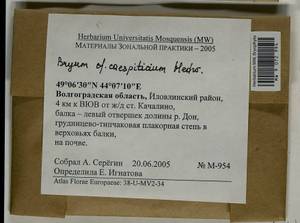 Herbarium Universitatis Mosquensis (MW)
МАТЕРИАЛЫ ЗОНАЛЬНОЙ ПРАКТИКИ – 2005
Bryum cf. caespiticium Hedw.
49°06'30"N 44°07'10"E
Волгоградская область, Иловлинский район,
4 км к ВЮВ от ж/д ст. Качалино,
балка – левый отвершек долины р. Дон,
грудницево-типчаковая плакорная степь в
верховьях балки,
на почве.
Собрал А. Серёгин 20.06.2005 № M-954
Определила Е. Игнатова
Atlas Florae Europaeae: 38-U-MV2-34